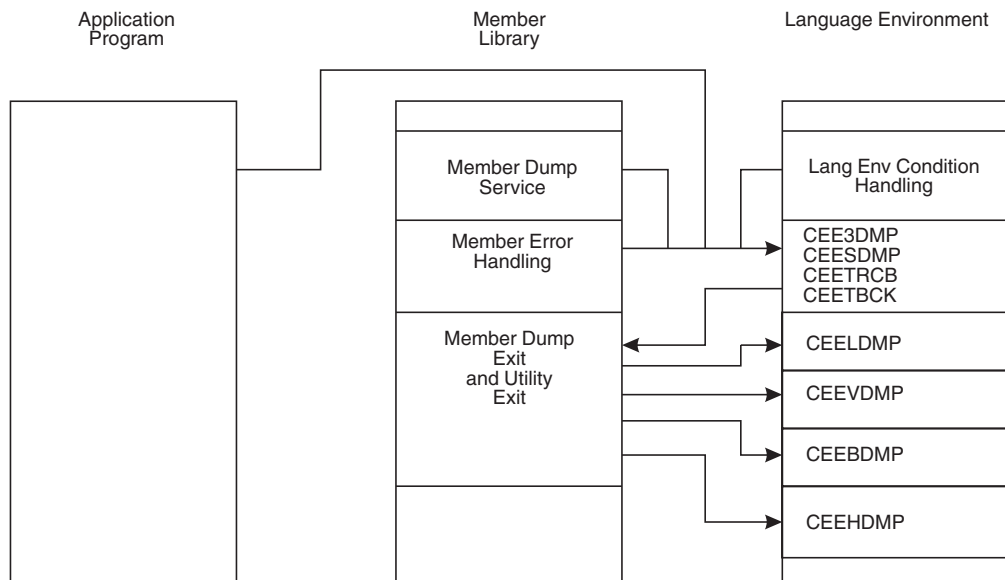 Application
Program
Member
Library
Language Environment
Member Dump
Service
Member Error
Handling
Member Dump
Exit
and Utility
Exit
Lang Env Condition
Handling
CEE3DMP
CEESDMP
CEETRCB
CEETBCK
CEELDMP
CEEVDMP
CEEBDMP
CEEHDMP